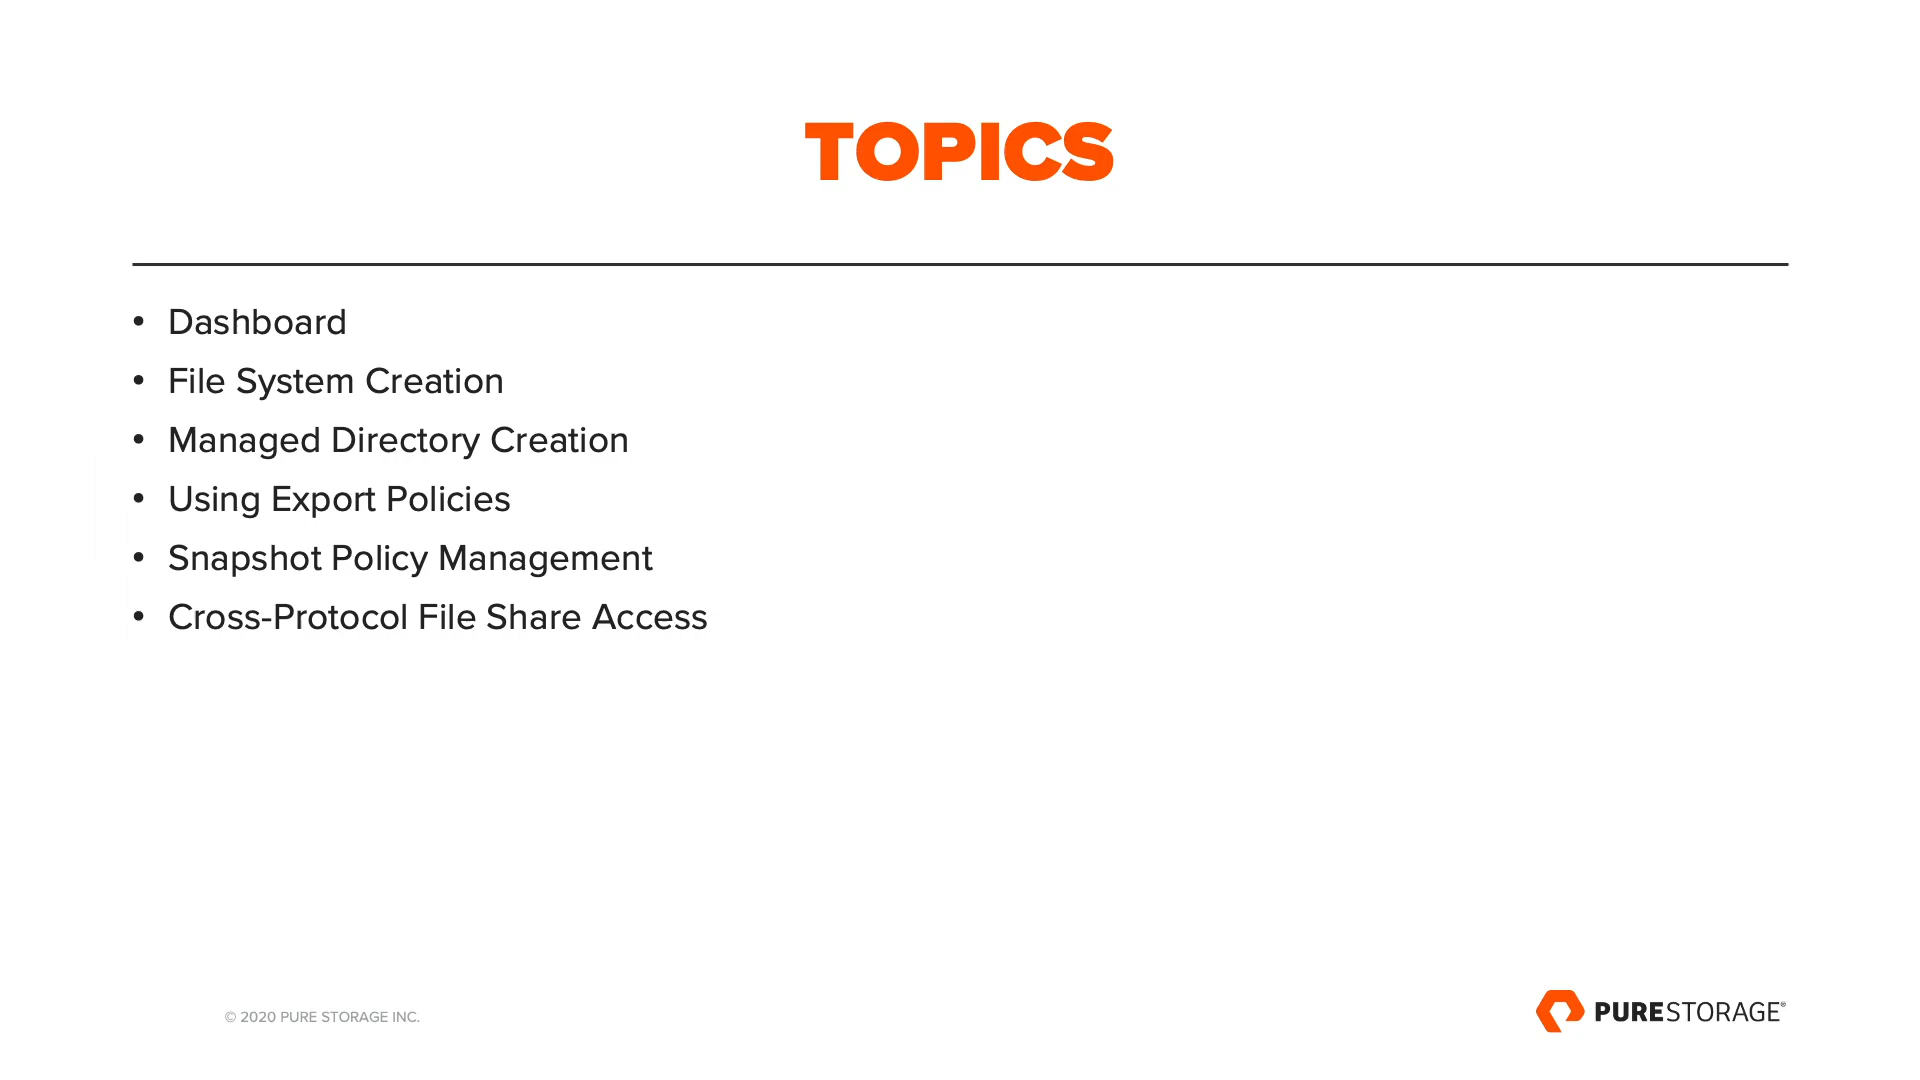 TOPICS
• Dashboard
• File System Creation
• Managed Directory Creation
• Using Export Policies
• Snapshot Policy Management
• Cross-Protocol File Share Access
© 2020 PURE STORAGE INC.
PURESTORAGE®